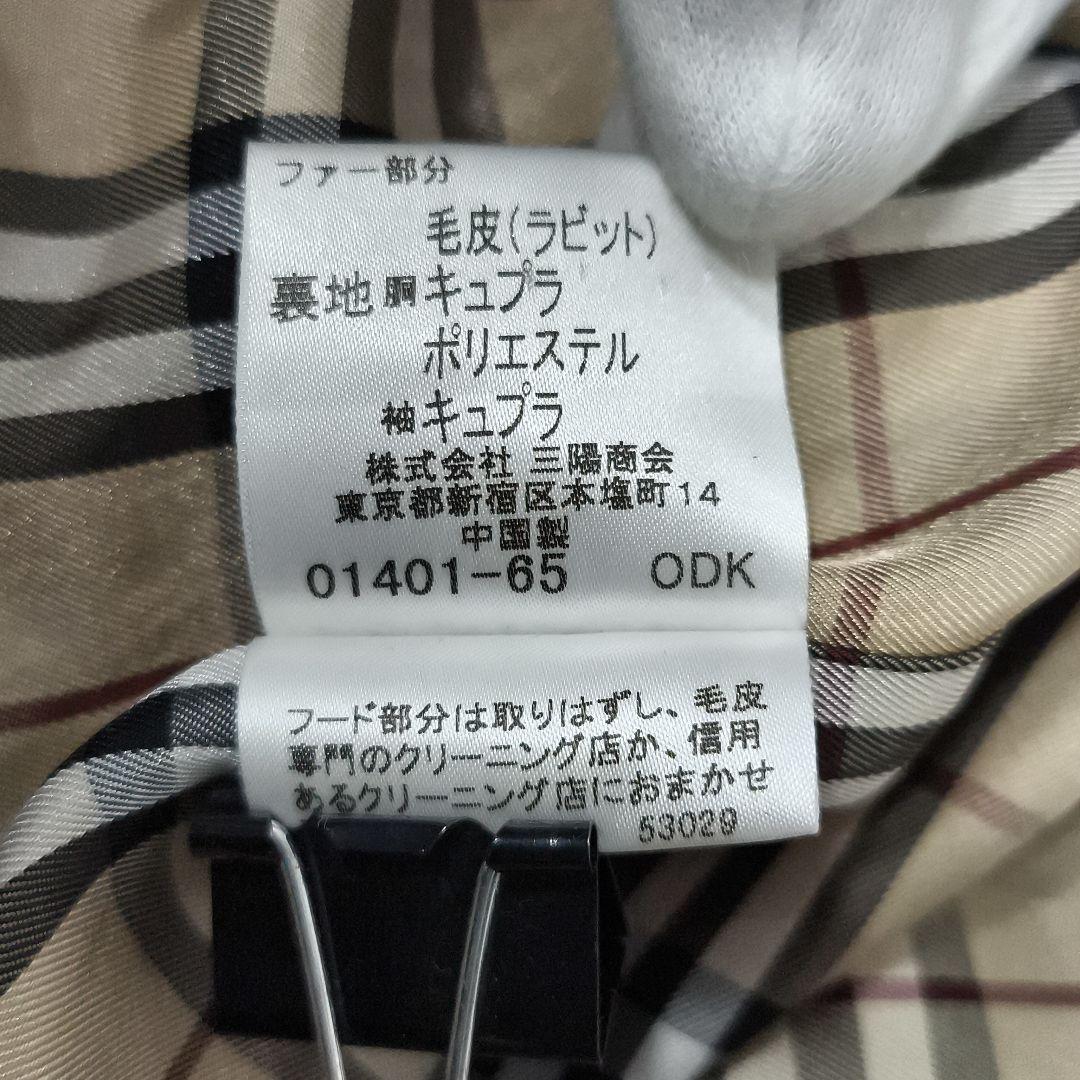 ファー部分
毛皮(ラビット)
裏地 胴 キュプラ
ポリエステル
袖 キュプラ
株式会社 三陽商会
東京都新宿区本塩町14
中国製
01401-65 ODK
フード部分は取りはずし、毛皮
専門のクリーニング店か、信用
あるクリーニング店におまかせ
53029